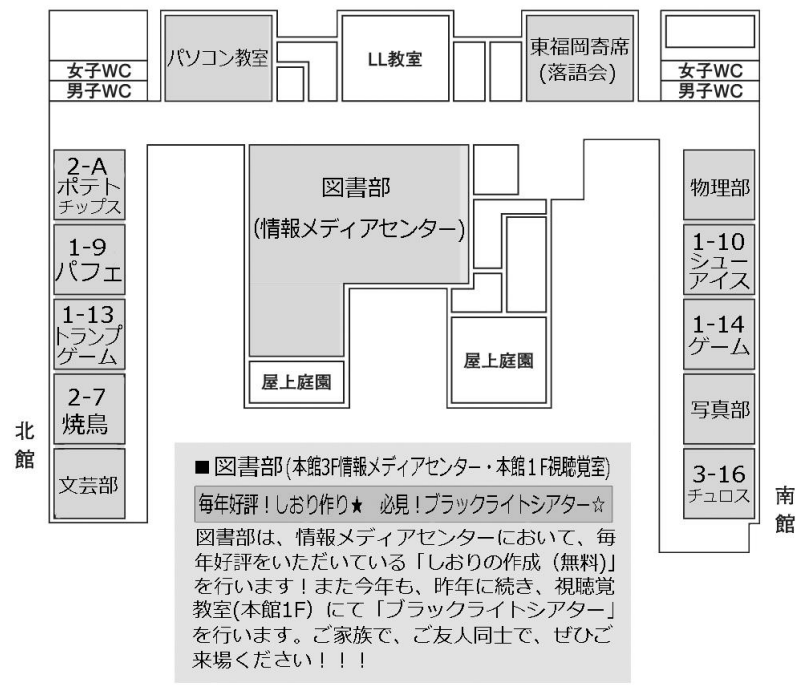 パソコン教室
LL教室
東福岡寄席
(落語会)
女子WC
男子WC
女子WC
男子WC
2-A
ポテト
チップス
1-9
パフェ
1-13
トランプ
ゲーム
2-7
焼鳥
文芸部
北館
図書部
(情報メディアセンター)
屋上庭園
屋上庭園
物理部
1-10
シュー
アイス
1-14
ゲーム
写真部
3-16
チュロス
南館
■図書部(本館3F情報メディアセンター・本館1F視聴覚室)
毎年好評！しおり作り★ 必見！ブラックライトシアター☆
図書部は、情報メディアセンターにおいて、毎
年好評をいただいている「しおりの作成（無料)」
を行います！また今年も、昨年に続き、視聴覚
教室(本館1F）にて「ブラックライトシアター」
を行います。ご家族で、ご友人同士で、ぜひご
来場ください！！！